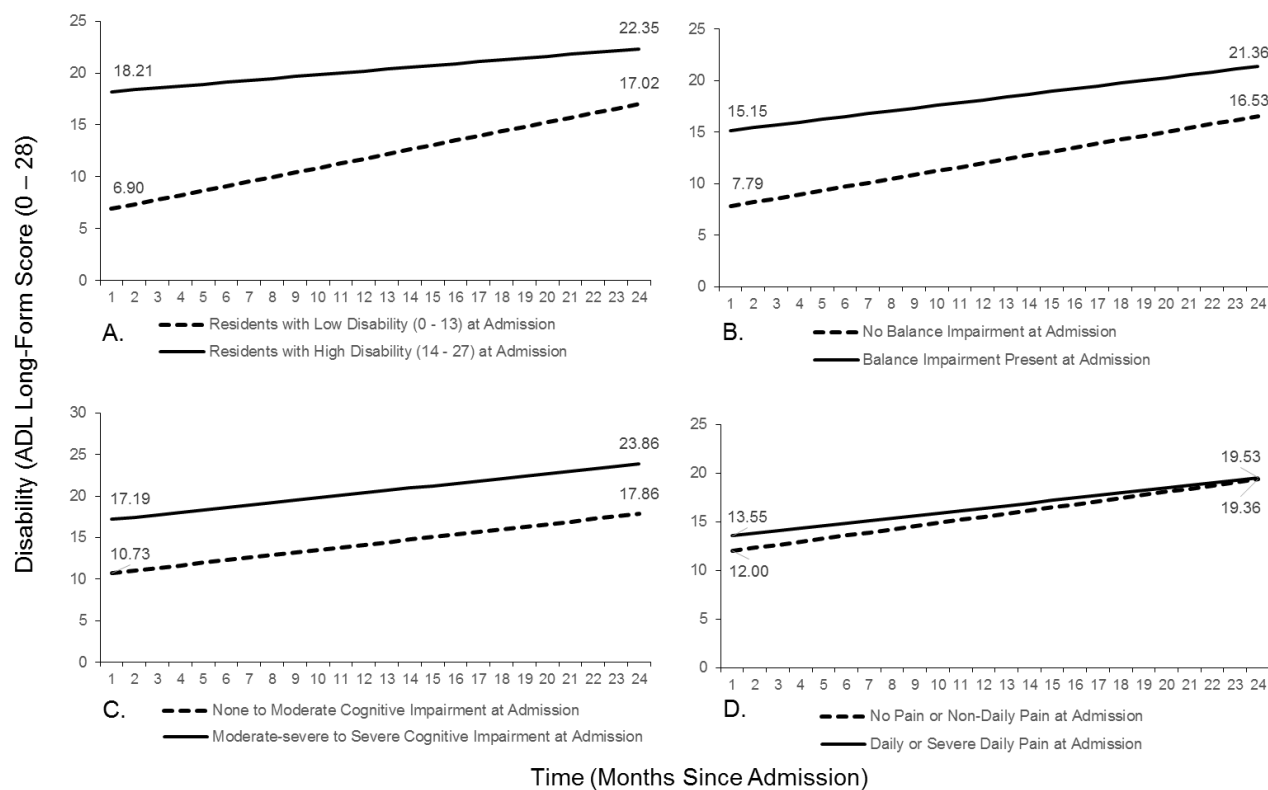 Disability (ADL Long-Form Score (0 – 28)
25
20
15
10
5
0
18.21
22.35
17.02
6.90
1 2 3 4 5 6 7 8 9 10 11 12 13 14 15 16 17 18 19 20 21 22 23 24
A.
Residents with Low Disability (0 - 13) at Admission
Residents with High Disability (14 - 27) at Admission
25
20
15
10
5
0
15.15
21.36
16.53
7.79
1 2 3 4 5 6 7 8 9 10 11 12 13 14 15 16 17 18 19 20 21 22 23 24
B.
No Balance Impairment at Admission
Balance Impairment Present at Admission
30
25
20
15
10
5
0
17.19
23.86
17.86
10.73
1 2 3 4 5 6 7 8 9 10 11 12 13 14 15 16 17 18 19 20 21 22 23 24
C.
None to Moderate Cognitive Impairment at Admission
Moderate-severe to Severe Cognitive Impairment at Admission
25
20
15
10
5
0
19.53
13.55
19.36
12.00
1 2 3 4 5 6 7 8 9 10 11 12 13 14 15 16 17 18 19 20 21 22 23 24
D.
No Pain or Non-Daily Pain at Admission
Daily or Severe Daily Pain at Admission
Time (Months Since Admission)